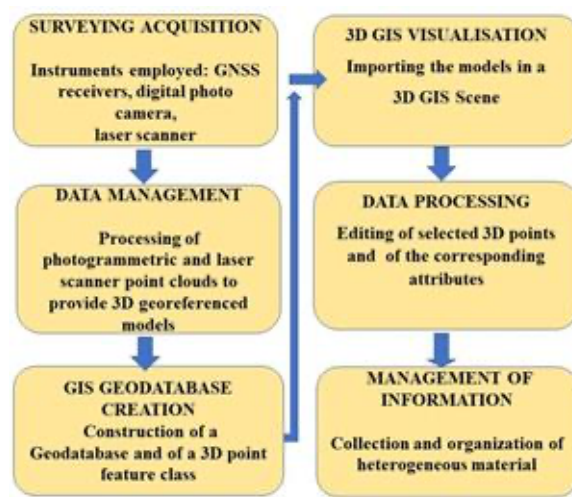 SURVEYING ACQUISITION
Instruments employed: GNSS
receivers, digital photo
camera,
laser scanner
DATA MANAGEMENT
Processing of
photogrammetric and laser
scanner point clouds to
provide 3D georeferenced
models
GIS GEODATABASE
CREATION
Construction of a
Geodatabase and of a 3D point
feature class
3D GIS VISUALISATION
Importing the models in a
3D GIS Scene
DATA PROCESSING
Editing of selected 3D points
and of the corresponding
attributes
MANAGEMENT OF
INFORMATION
Collection and organization of
heterogeneous material